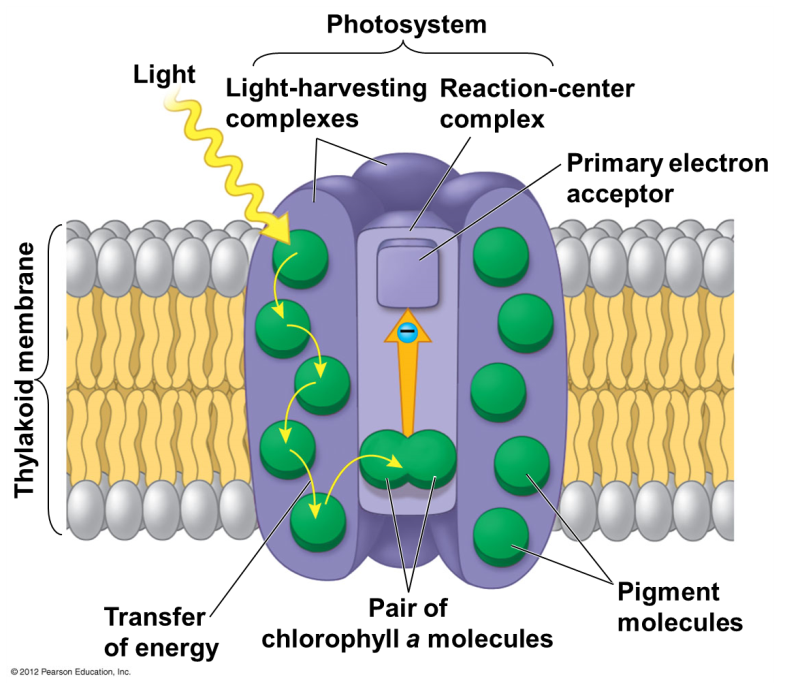 Photosystem
Light
Light-harvesting
complexes
Reaction-center
complex
Primary electron
acceptor
Thylakoid membrane
−
Transfer
of energy
Pair of
chlorophyll a molecules
Pigment
molecules
© 2012 Pearson Education, Inc.